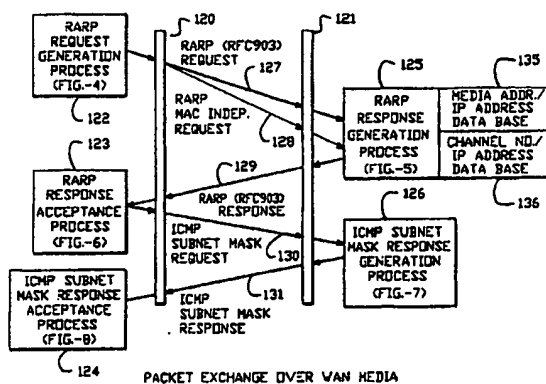 120
121
RARP
REQUEST
GENERATION
PROCESS
(FIG.-4)
122
RARP (RFC903)
REQUEST
127
RARP
MAC INDEP.
REQUEST
128
125
135
RARP
RESPONSE
GENERATION
PROCESS
(FIG.-5)
MEDIA ADDR./
IP ADDRESS
DATA BASE
CHANNEL NO./
IP ADDRESS
DATA BASE
136
123
RARP
RESPONSE
ACCEPTANCE
PROCESS
(FIG.-6)
129
RARP (RFC903)
RESPONSE
ICMP
SUBNET MASK
REQUEST
130
126
ICMP SUBNET
MASK RESPONSE
GENERATION
PROCESS
(FIG.-7)
ICMP SUBNET
MASK RESPONSE
ACCEPTANCE
PROCESS
(FIG.-8)
124
131
ICMP
SUBNET MASK
RESPONSE
PACKET EXCHANGE OVER WAN MEDIA